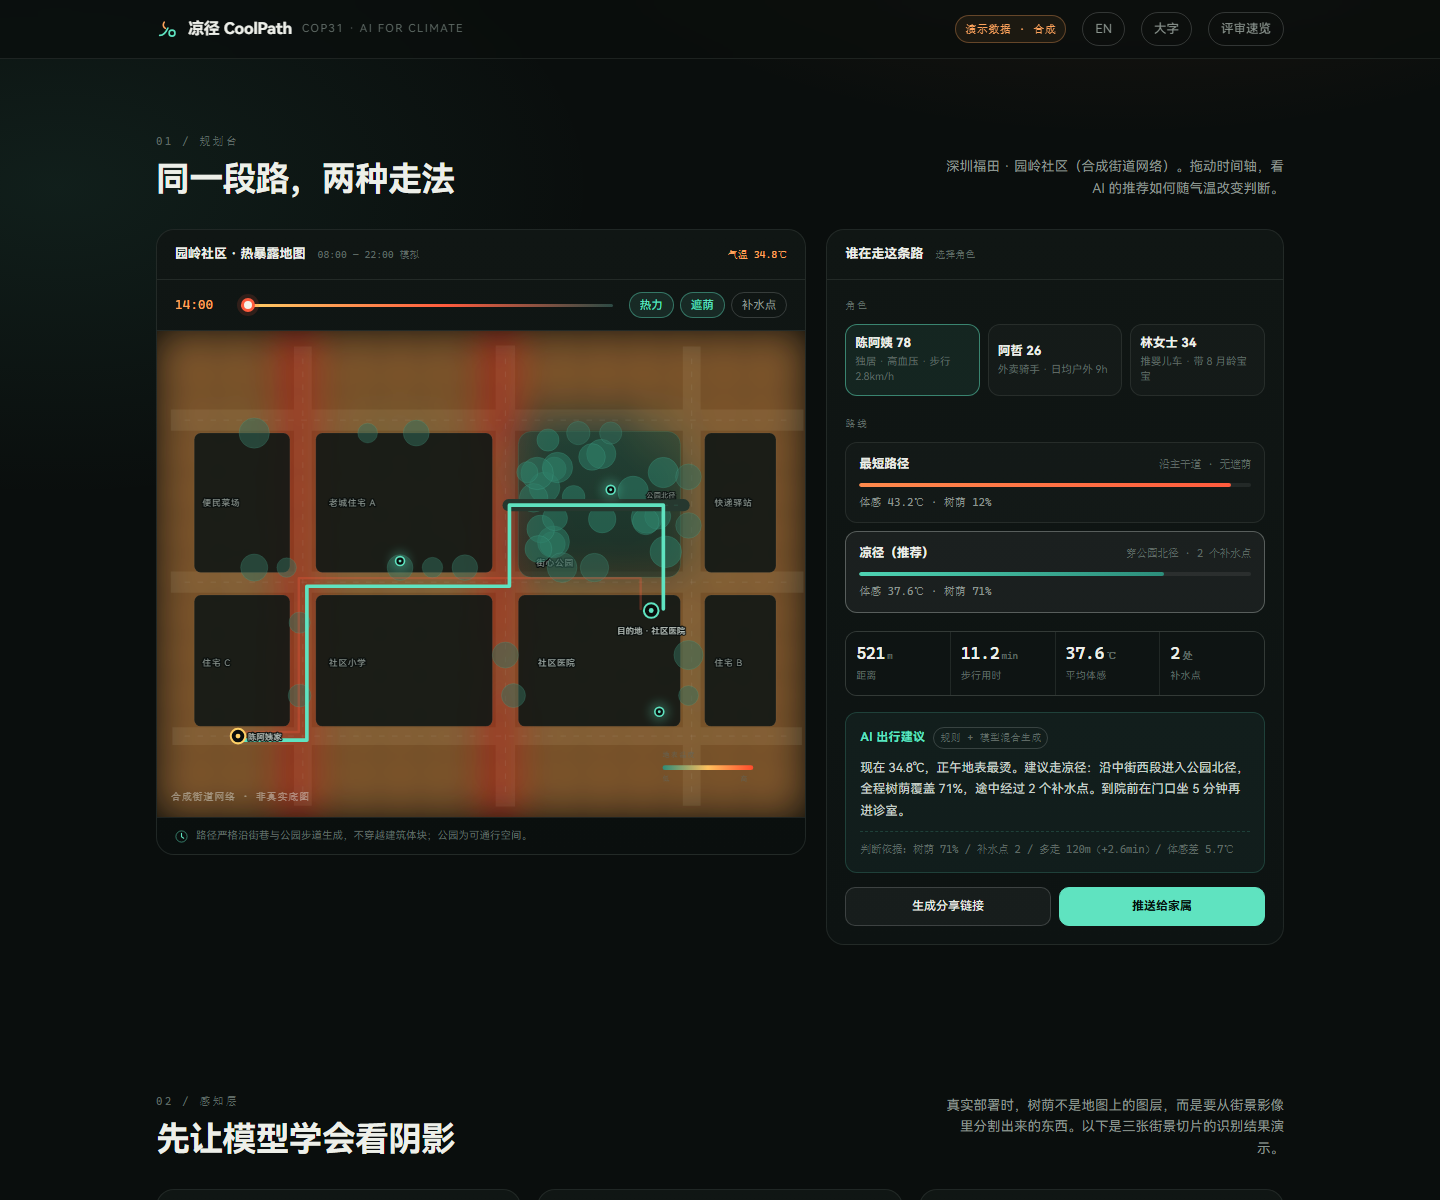 凉径 CoolPath COP31 · AI FOR CLIMATE
演示数据 · 合成
EN
大字
评审速览
01 / 规划台
同一段路，两种走法
深圳福田 · 园岭社区（合成街道网络）。拖动时间轴，看
AI 的推荐如何随气温改变判断。
园岭社区 · 热暴露地图 08:00 — 22:00 模拟
气温 34.8℃
14:00
热力
遮荫
补水点
便民菜场
老城住宅 A
公园北径
快递驿站
街心公园
目的地 · 社区医院
住宅 C
社区小学
社区医院
住宅 B
陈阿姨家
合成街道网络 · 非真实底图
路径严格沿街巷与公园步道生成，不穿越建筑体块；公园为可通行空间。
谁在走这条路 选择角色
角色
陈阿姨 78
独居 · 高血压 · 步行
2.8km/h
阿哲 26
外卖骑手 · 日均户外 9h
林女士 34
推婴儿车 · 带 8 月龄宝
宝
路线
最短路径
沿主干道 · 无遮荫
体感 43.2℃ · 树荫 12%
凉径（推荐）
穿公园北径 · 2 个补水点
体感 37.6℃ · 树荫 71%
521 m
距离
11.2 min
步行用时
37.6 ℃
平均体感
2 处
补水点
AI 出行建议
规则 + 模型混合生成
现在 34.8℃，正午地表最烫。建议走凉径：沿中街西段进入公园北径，
全程树荫覆盖 71%，途中经过 2 个补水点。到院前在门口坐 5 分钟再
进诊室。
判断依据：树荫 71% / 补水点 2 / 多走 120m（+2.6min）/ 体感差 5.7℃
生成分享链接
推送给家属
02 / 感知层
先让模型学会看阴影
真实部署时，树荫不是地图上的图层，而是要从街景影像
里分割出来的东西。以下是三张街景切片的识别结果演
示。